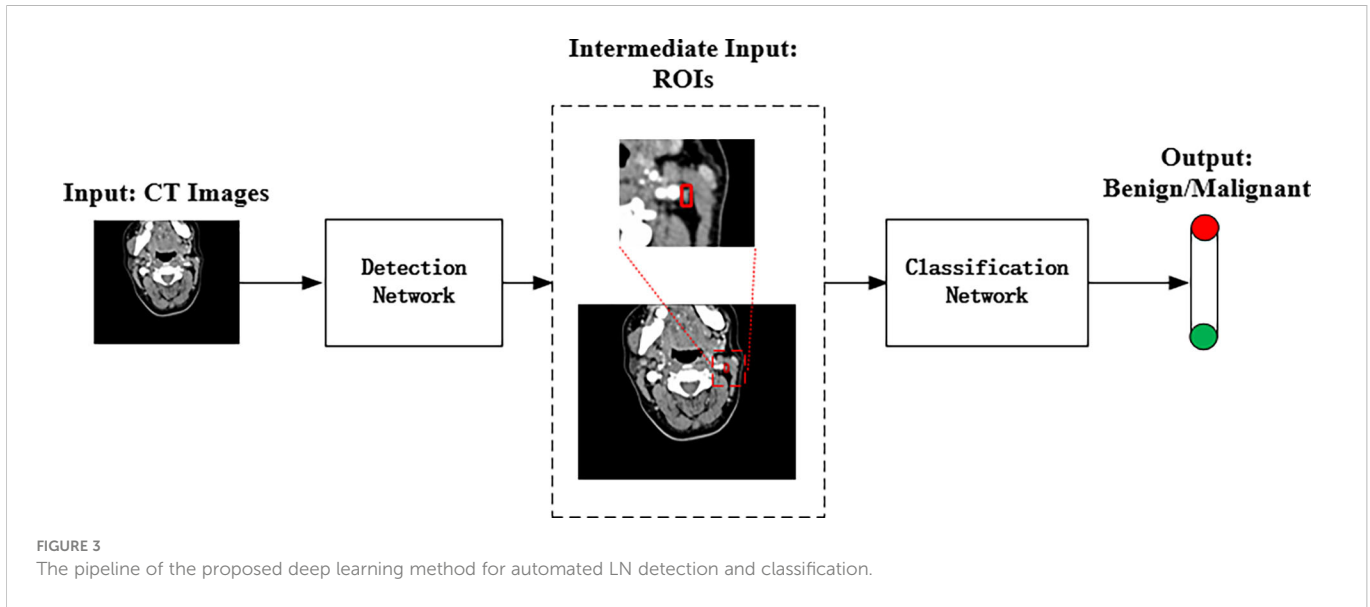 Intermediate Input:
ROIs
Input: CT Images
Detection
Network
Classification
Network
Output:
Benign/Malignant
FIGURE 3
The pipeline of the proposed deep learning method for automated LN detection and classification.